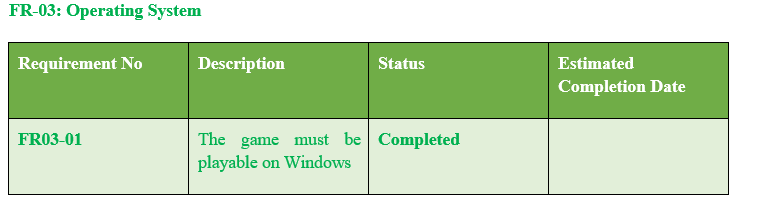 FR-03: Operating System
Requirement No Description Status Estimated
Completion Date
FR03-01 The game must be Completed
playable on Windows